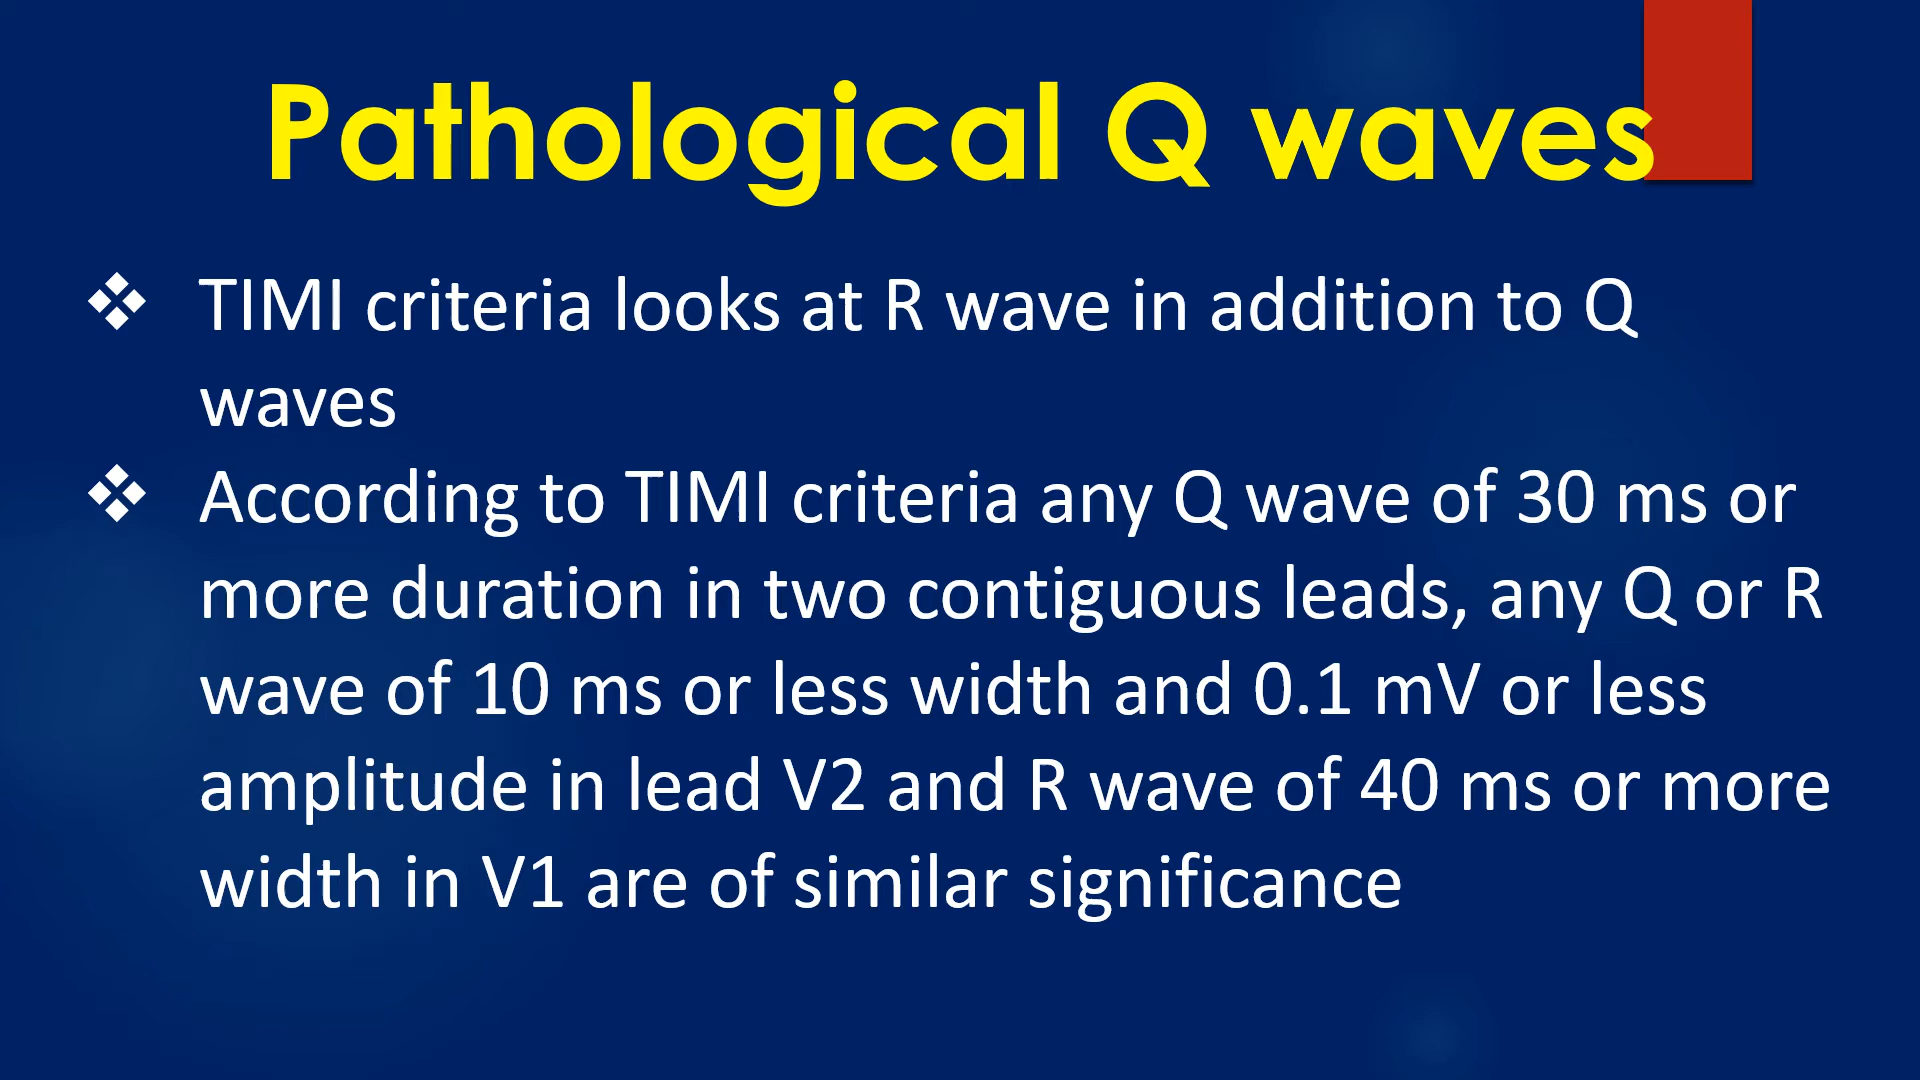 Pathological Q waves
❖ TIMI criteria looks at R wave in addition to Q
waves
❖ According to TIMI criteria any Q wave of 30 ms or
more duration in two contiguous leads, any Q or R
wave of 10 ms or less width and 0.1 mV or less
amplitude in lead V2 and R wave of 40 ms or more
width in V1 are of similar significance